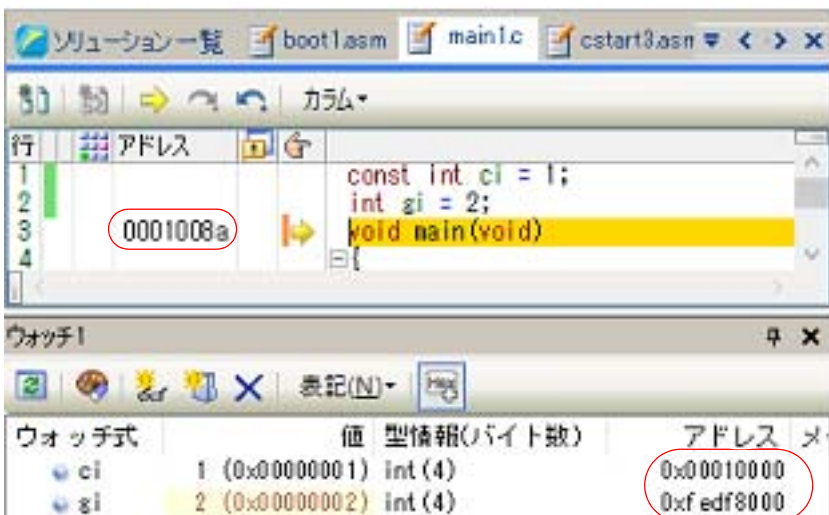 ソリューション一覧 boot1.asm main1.c cstart3.asm
カラム
行 アドレス
1 const int ci = 1;
2 int gi = 2;
3 0001008a void main(void)
4 {
ウォッチ1
表記(N) Hex
ウォッチ式 値 型情報(バイト数) アドレス メ
ci 1 (0x00000001) int(4) 0x00010000
gi 2 (0x00000002) int(4) 0xfedf8000